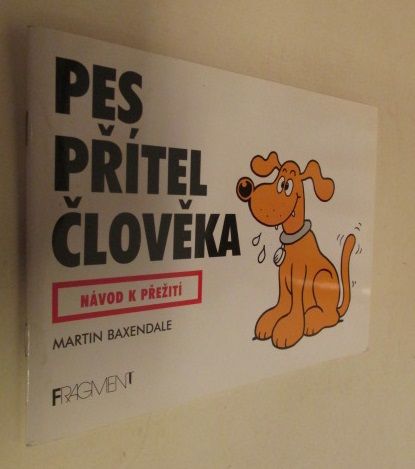 PES
PŘÍTEL
ČLOVĚKA
NÁVOD K PŘEŽITÍ
MARTIN BAXENDALE
FRAGMENT